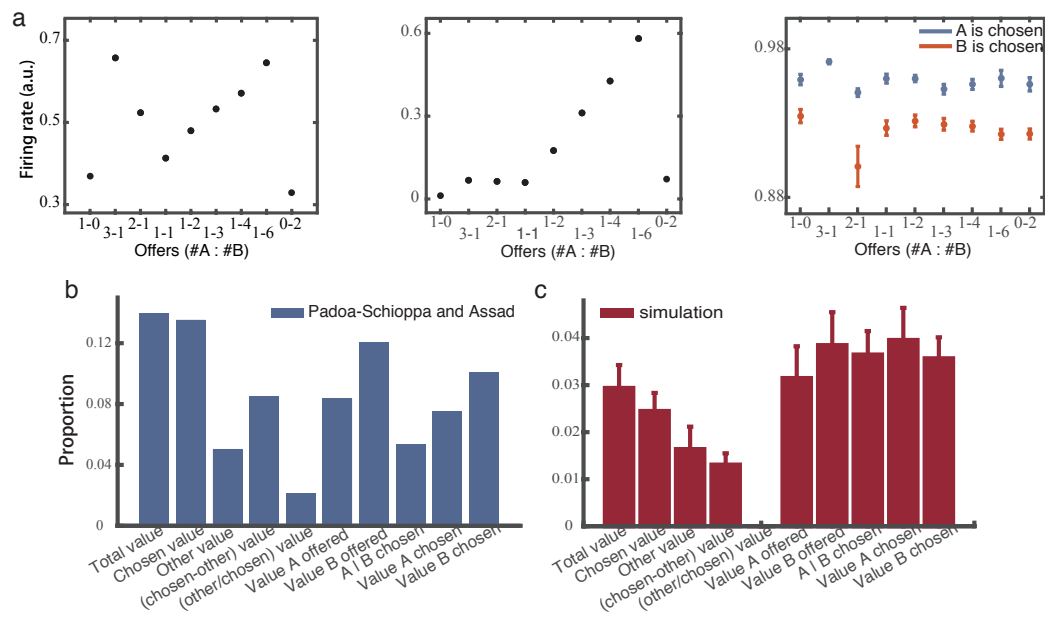 a
Firing rate (a.u.)
0.7
0.5
0.3
1-0 3-1 2-1 1-1 1-2 1-3 1-4 1-6 0-2
Offers (#A : #B)
0.6
0.3
0
1-0 3-1 2-1 1-1 1-2 1-3 1-4 1-6 0-2
Offers (#A : #B)
A is chosen
B is chosen
0.98
0.88
1-0 3-1 2-1 1-1 1-2 1-3 1-4 1-6 0-2
Offers (#A : #B)
b
Padoa-Schioppa and Assad
Proportion
0.12
0.08
0.04
0
Total value
Chosen value
Other value
(chosen-other) value
(other/chosen) value
Value A offered
Value B offered
A | B chosen
Value A chosen
Value B chosen
c
simulation
0.04
0.03
0.02
0.01
0
Total value
Chosen value
Other value
(chosen-other) value
(other/chosen) value
Value A offered
Value B offered
A | B chosen
Value A chosen
Value B chosen